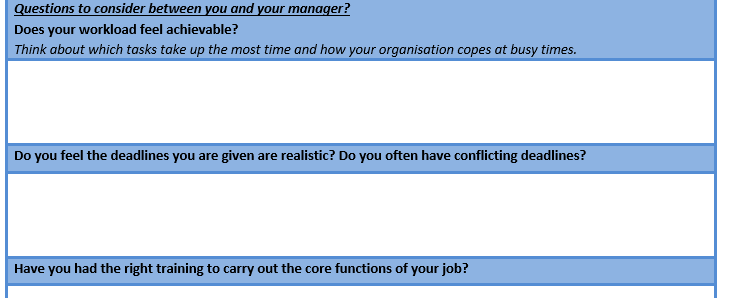 Questions to consider between you and your manager?
Does your workload feel achievable?
Think about which tasks take up the most time and how your organisation copes at busy times.
Do you feel the deadlines you are given are realistic? Do you often have conflicting deadlines?
Have you had the right training to carry out the core functions of your job?